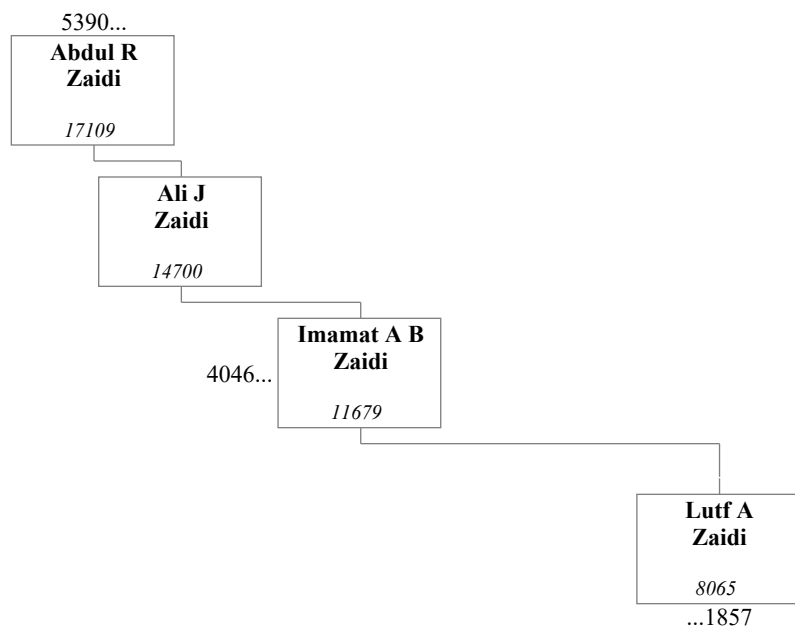 5390...
Abdul R
Zaidi
17109
Ali J
Zaidi
14700
Imamat A B
Zaidi
4046...
11679
Lutf A
Zaidi
8065
...1857